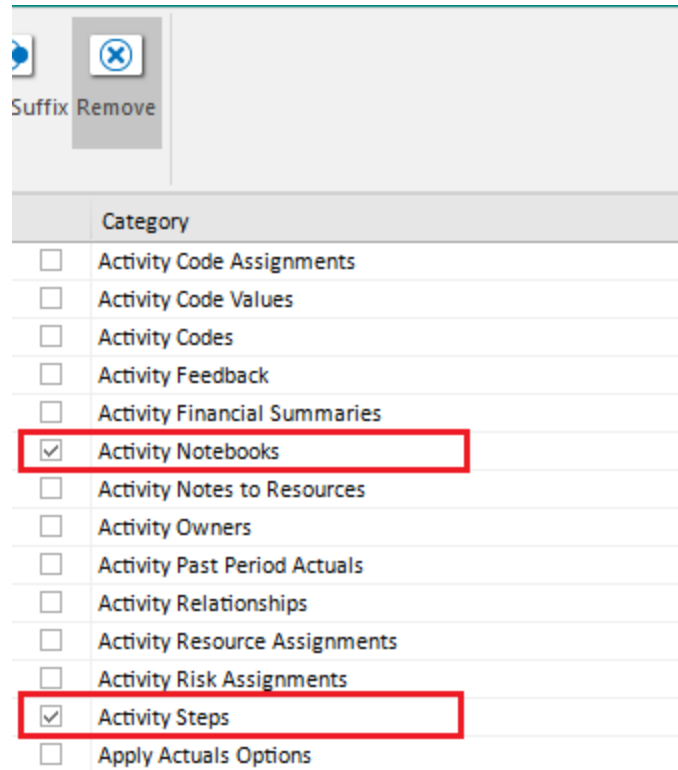 Suffix Remove
Category
Activity Code Assignments
Activity Code Values
Activity Codes
Activity Feedback
Activity Financial Summaries
Activity Notebooks
Activity Notes to Resources
Activity Owners
Activity Past Period Actuals
Activity Relationships
Activity Resource Assignments
Activity Risk Assignments
Activity Steps
Apply Actuals Options